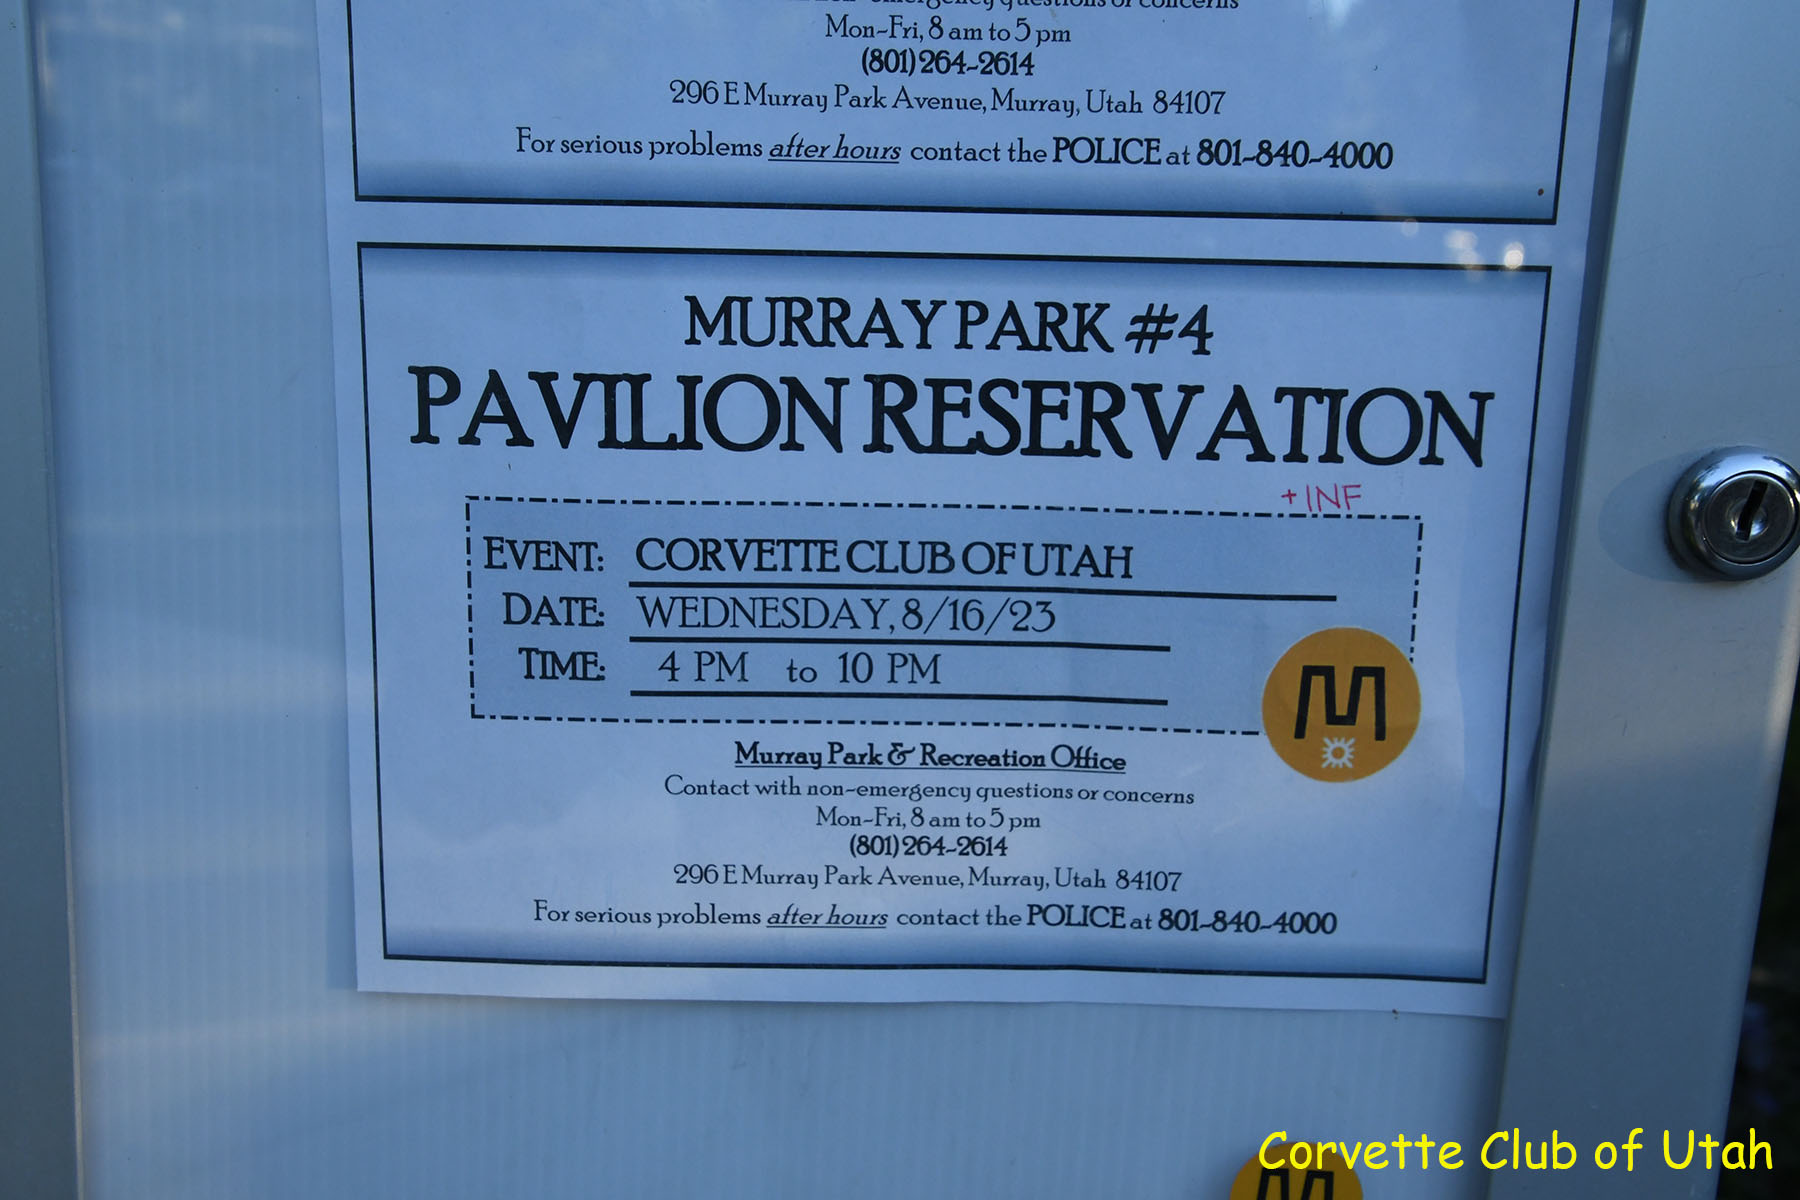 non-emergency questions or concerns
Mon-Fri, 8 am to 5 pm
(801) 264-2614
296 E Murray Park Avenue, Murray, Utah 84107
For serious problems after hours contact the POLICE at 801-840-4000
MURRAY PARK #4
PAVILION RESERVATION
+INF
EVENT: CORVETTE CLUB OF UTAH
DATE: WEDNESDAY, 8/16/23
TIME: 4 PM to 10 PM
M
Murray Park & Recreation Office
Contact with non-emergency questions or concerns
Mon-Fri, 8 am to 5 pm
(801) 264-2614
296 E Murray Park Avenue, Murray, Utah 84107
For serious problems after hours contact the POLICE at 801-840-4000
Corvette Club of Utah
M